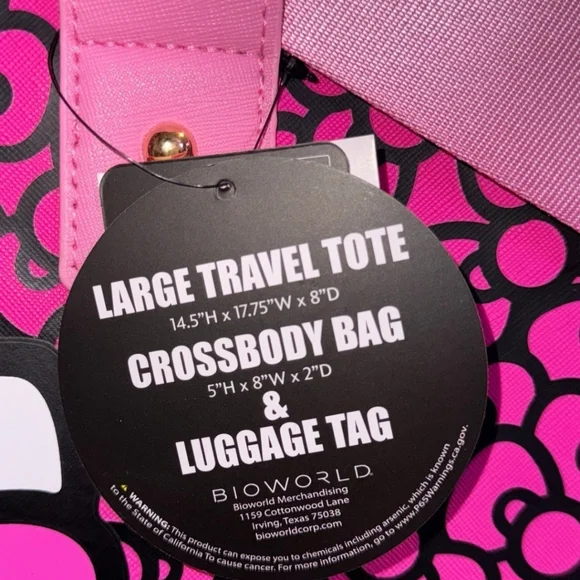 LARGE TRAVEL TOTE
14.5"H x 17.75"W x 8"D
CROSSBODY BAG
5"H x 8"W x 2"D
&
LUGGAGE TAG
BIOWORLD
Bioworld Merchandising
1159 Cottonwood Lane
Irving, Texas 75038
bioworldcorp.com
⚠ WARNING: This product can expose you to chemicals including arsenic, which is known
to the State of California To cause cancer. For more information, go to www.P65Warnings.ca.gov.